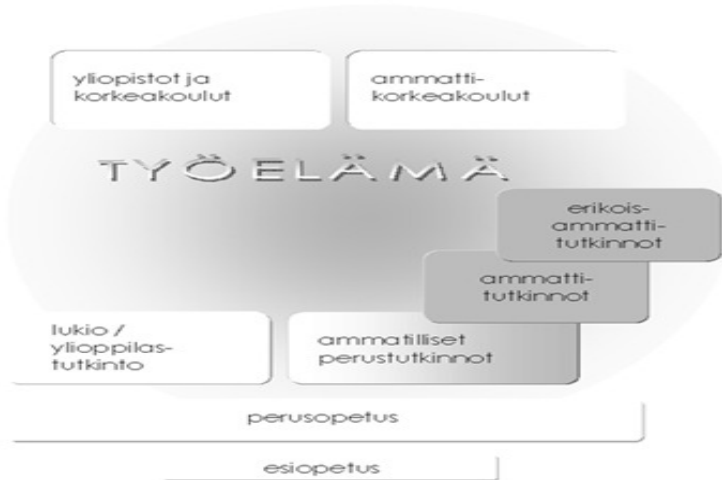 yliopistot ja
korkeakoulut
ammatti-
korkeakoulut
TYÖELÄMÄ
erikois-
ammatti-
tutkinnot
ammatti-
tutkinnot
lukio /
ylioppilas-
tutkinto
ammatilliset
perustutkinnot
perusopetus
esiopetus